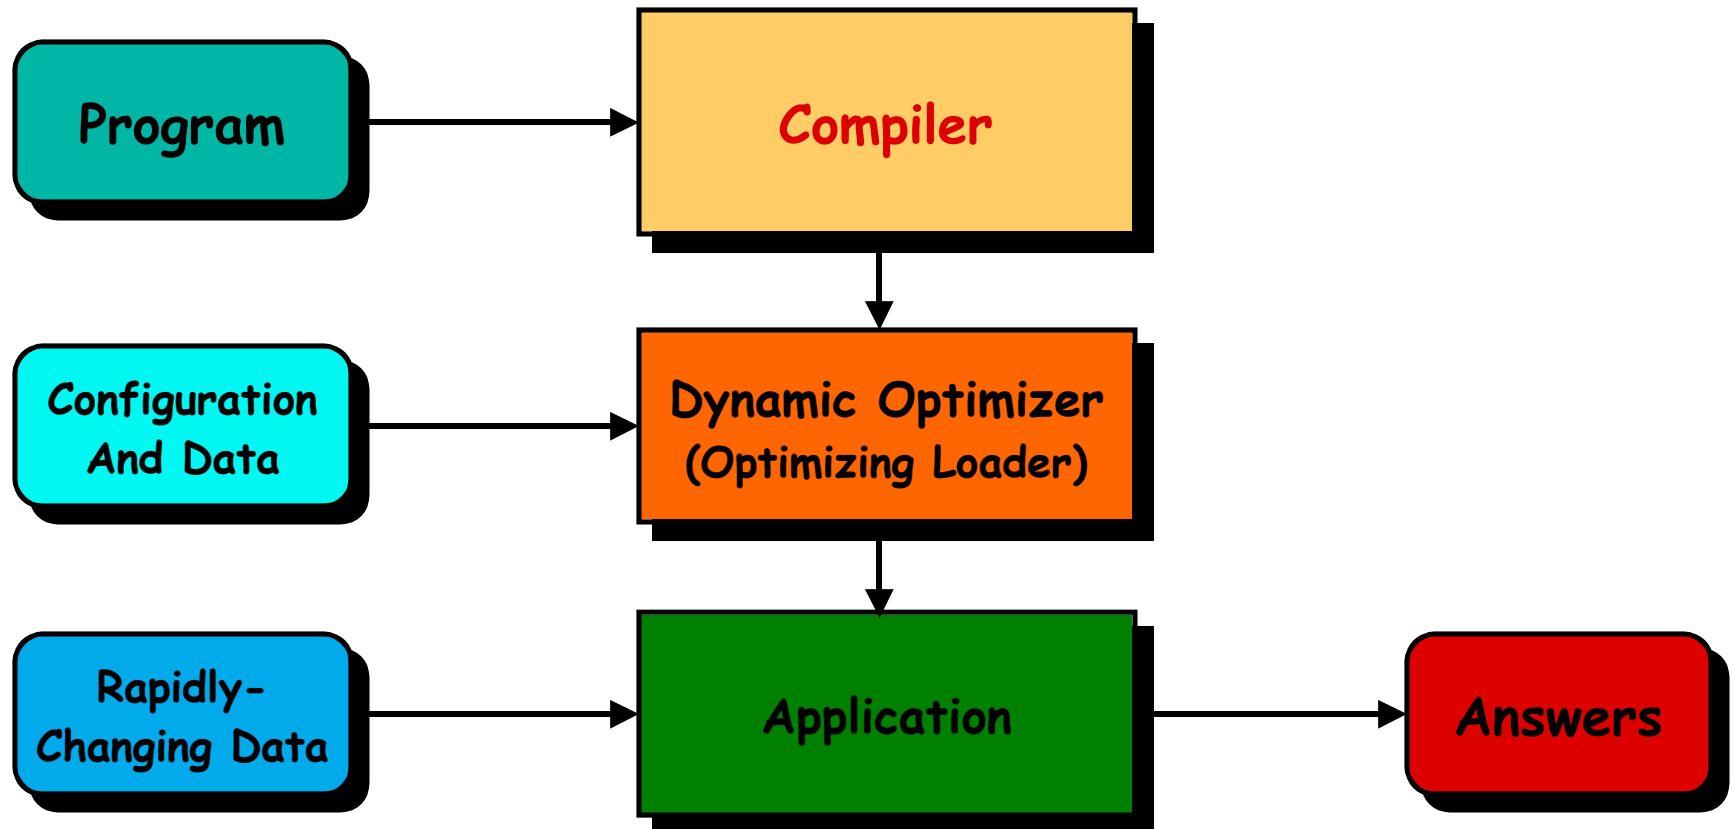 Program
Compiler
Configuration
And Data
Dynamic Optimizer
(Optimizing Loader)
Rapidly-
Changing Data
Application
Answers